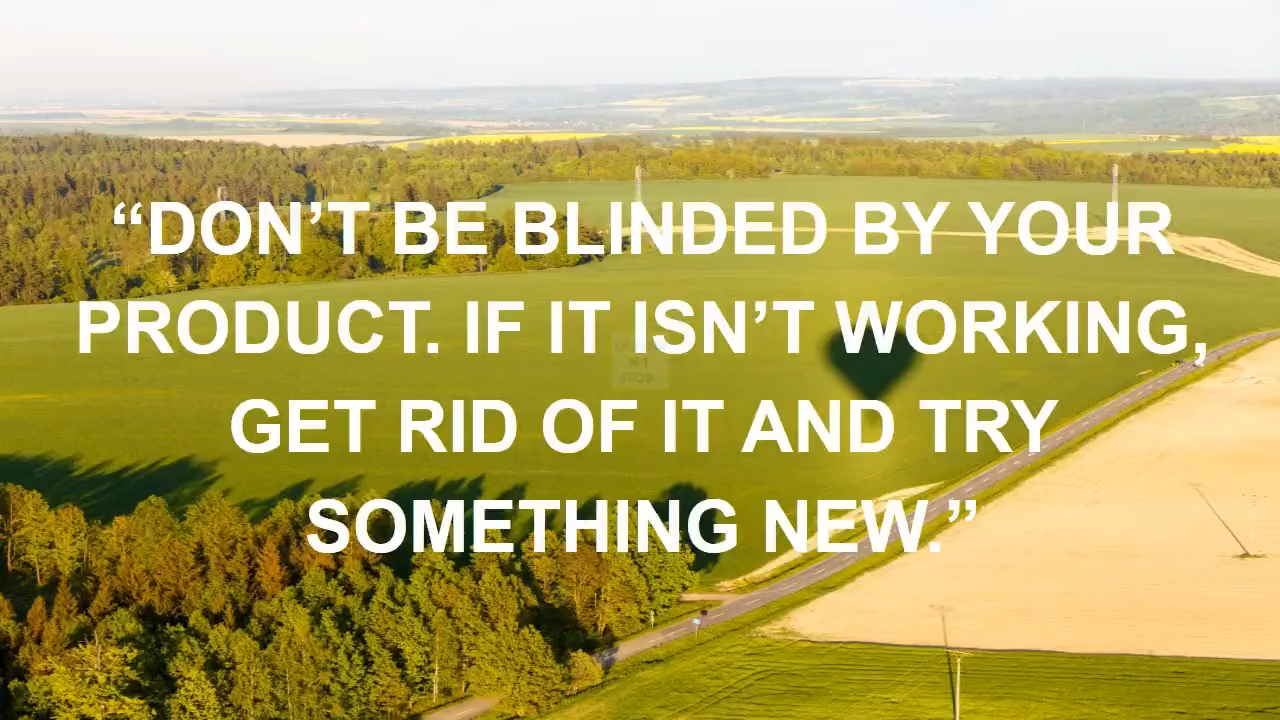 “DON’T BE BLINDED BY YOUR
PRODUCT. IF IT ISN’T WORKING,
GET RID OF IT AND TRY
SOMETHING NEW.”